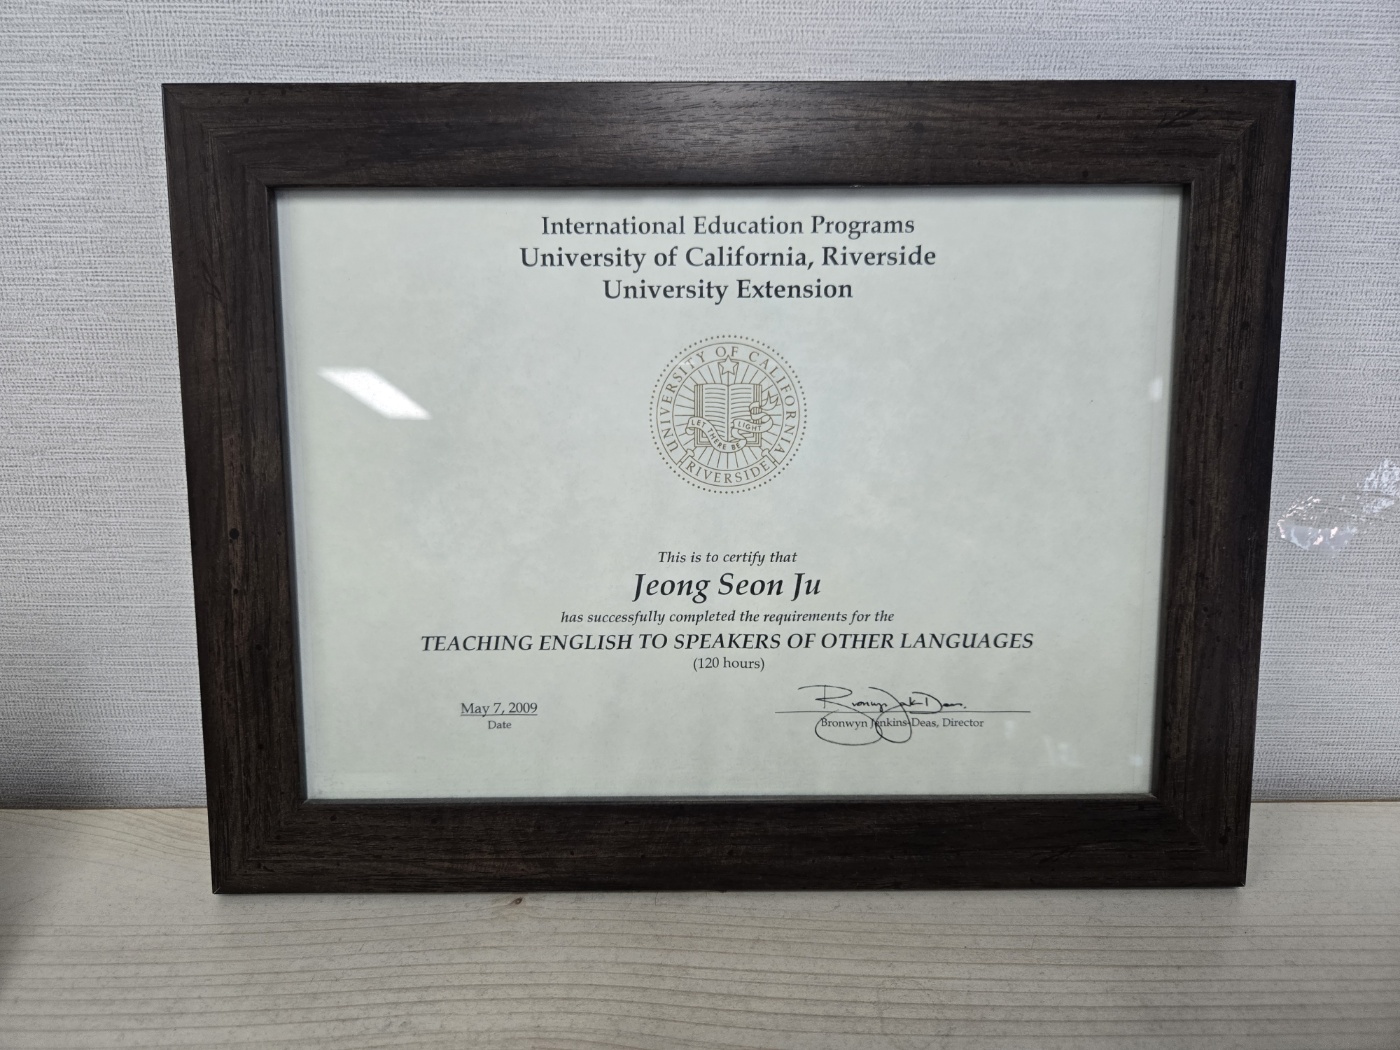 International Education Programs
University of California, Riverside
University Extension
UNIVERSITY OF CALIFORNIA
LET THERE BE LIGHT
RIVERSIDE
This is to certify that
Jeong Seon Ju
has successfully completed the requirements for the
TEACHING ENGLISH TO SPEAKERS OF OTHER LANGUAGES
(120 hours)
May 7, 2009
Date
Bronwyn Jenkins-Deas, Director